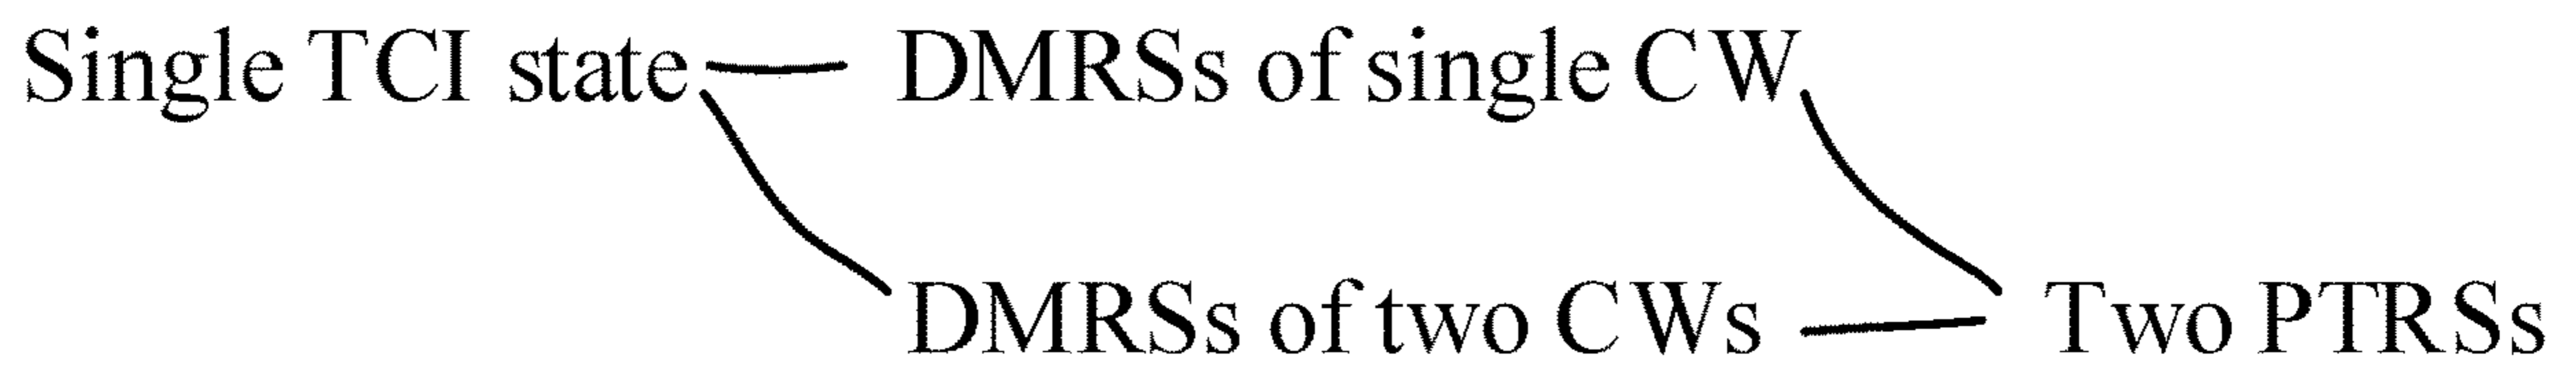 Single TCI state DMRSs of single CW
DMRSs of two CWs Two PTRSs